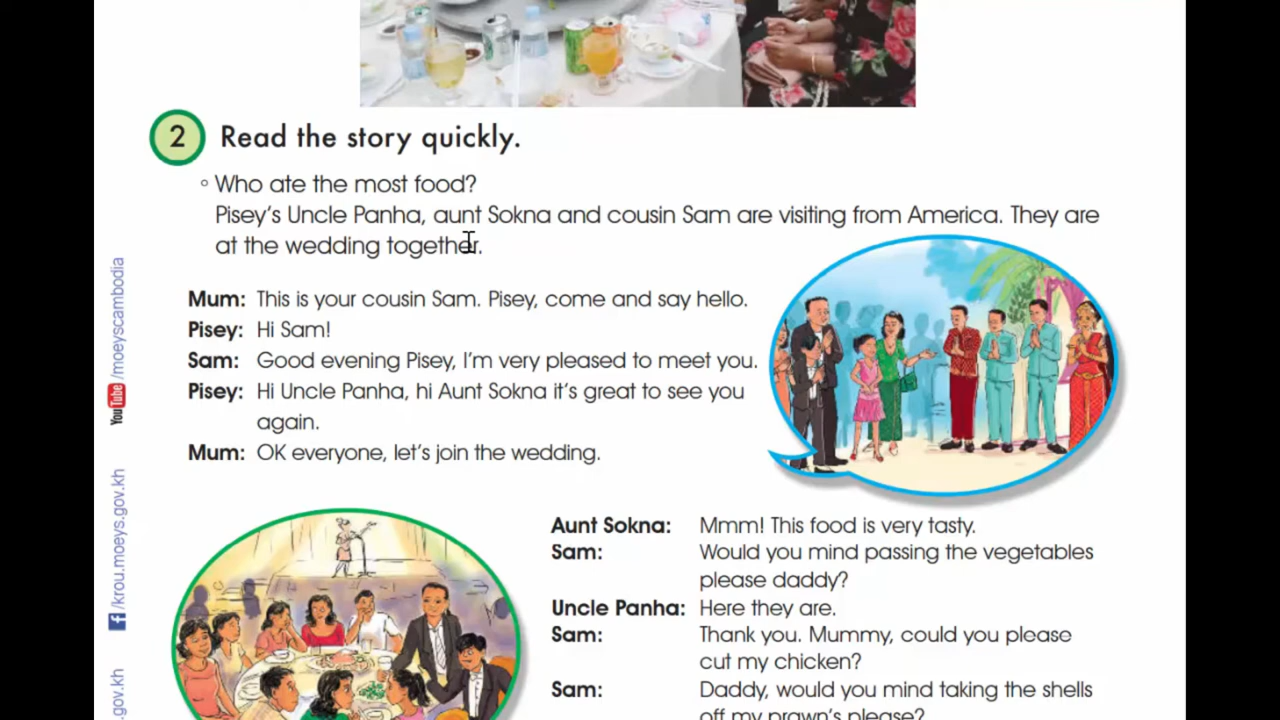 2 Read the story quickly.
° Who ate the most food?
Pisey's Uncle Panha, aunt Sokna and cousin Sam are visiting from America. They are
at the wedding together.
Mum: This is your cousin Sam. Pisey, come and say hello.
Pisey: Hi Sam!
Sam: Good evening Pisey, I'm very pleased to meet you.
Pisey: Hi Uncle Panha, hi Aunt Sokna it's great to see you
again.
Mum: OK everyone, let's join the wedding.
Aunt Sokna: Mmm! This food is very tasty.
Sam: Would you mind passing the vegetables
please daddy?
Uncle Panha: Here they are.
Sam: Thank you. Mummy, could you please
cut my chicken?
Sam: Daddy, would you mind taking the shells
off my prawn's please?
YouTube /moeyscambodia
f /krou.moeys.gov.kh
.gov.kh